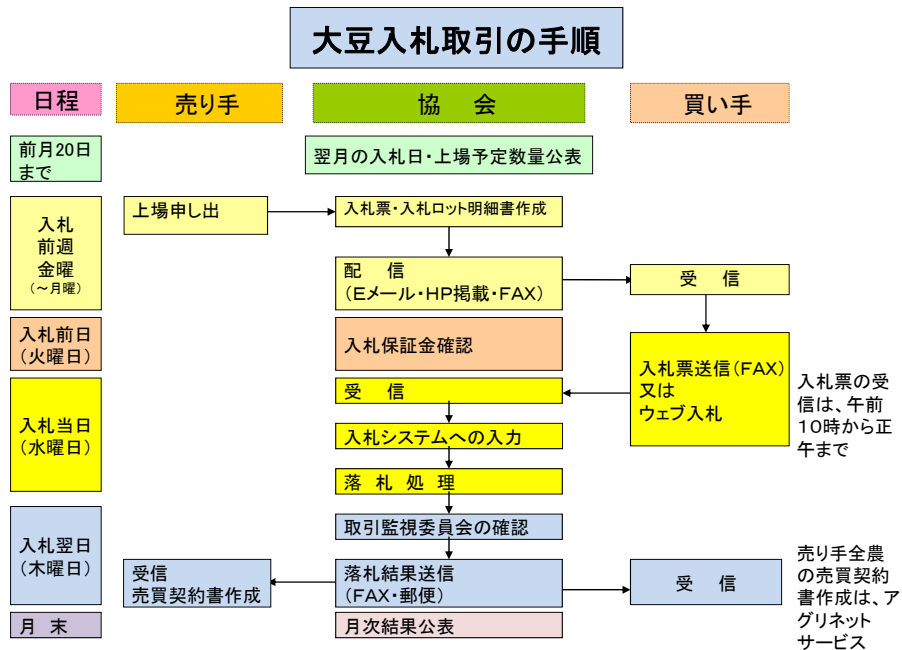 大豆入札取引の手順
日程
売り手
協　会
買い手
前月20日
まで
翌月の入札日・上場予定数量公表
入札
前週
金曜
（～月曜）
上場申し出
入札票・入札ロット明細書作成
配　信
（Eメール・HP掲載・FAX）
受　信
入札前日
（火曜日）
入札保証金確認
入札票送信（FAX）
又は
ウェブ入札
入札票の受
信は、午前
10時から正
午まで
入札当日
（水曜日）
受　信
入札システムへの入力
落 札 処 理
入札翌日
（木曜日）
取引監視委員会の確認
受信
売買契約書作成
落札結果送信
（FAX・郵便）
受　信
売り手全農
の売買契約
書作成は、ア
グリネット
サービス
月 末
月次結果公表